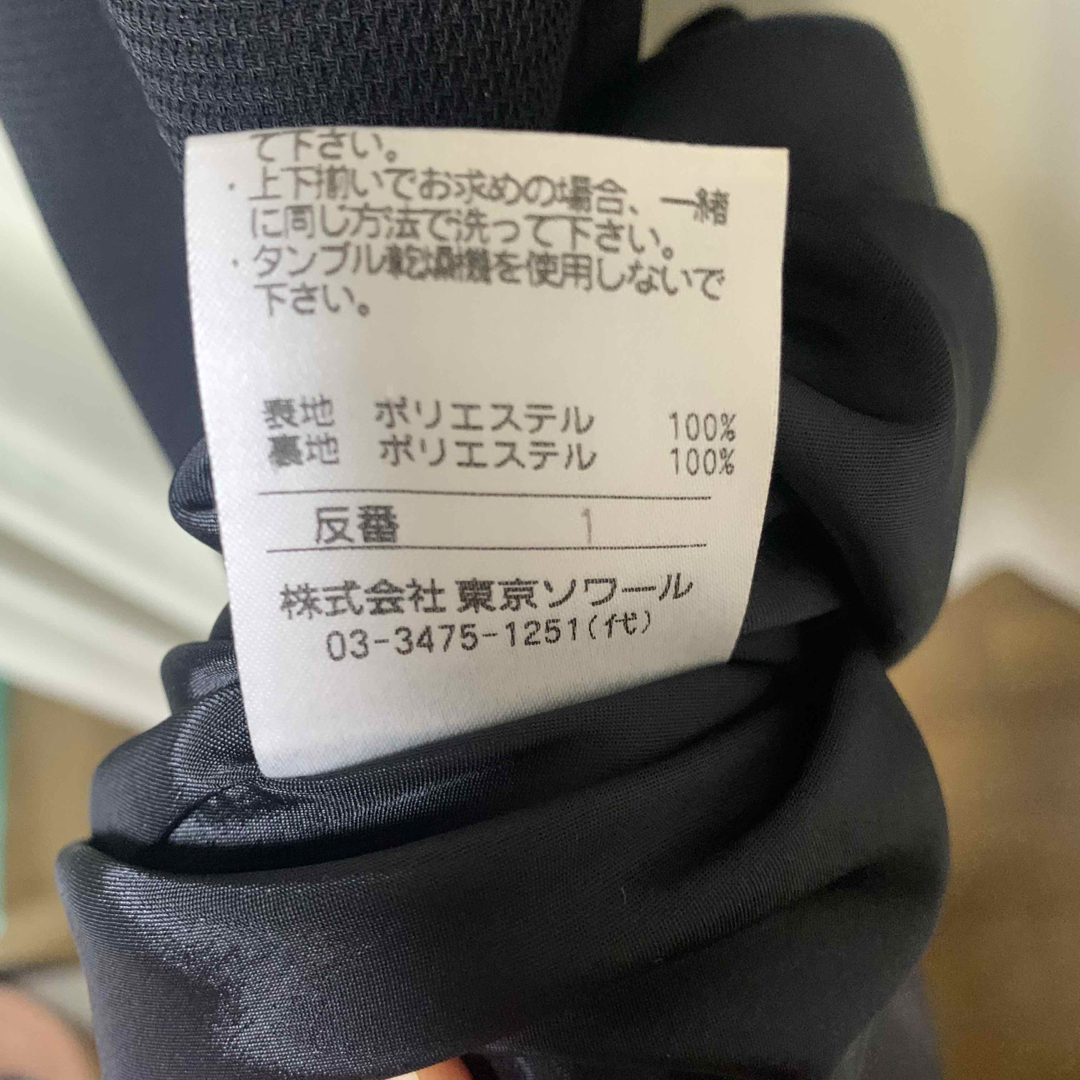 て下さい。
・上下揃いでお求めの場合、一緒
に同じ方法で洗って下さい。
・タンブル乾燥機を使用しないで
下さい。
表地 ポリエステル 100%
裏地 ポリエステル 100%
反番 1
株式会社 東京ソワール
03-3475-1251(代)